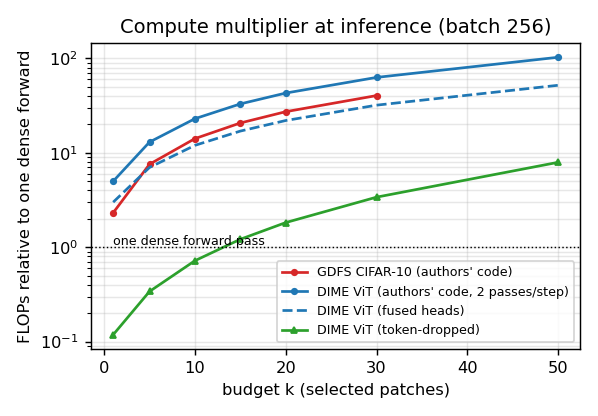 Compute multiplier at inference (batch 256)
FLOPs relative to one dense forward
10²
10¹
10⁰
10⁻¹
one dense forward pass
GDFS CIFAR-10 (authors' code)
DIME ViT (authors' code, 2 passes/step)
DIME ViT (fused heads)
DIME ViT (token-dropped)
0 10 20 30 40 50
budget k (selected patches)